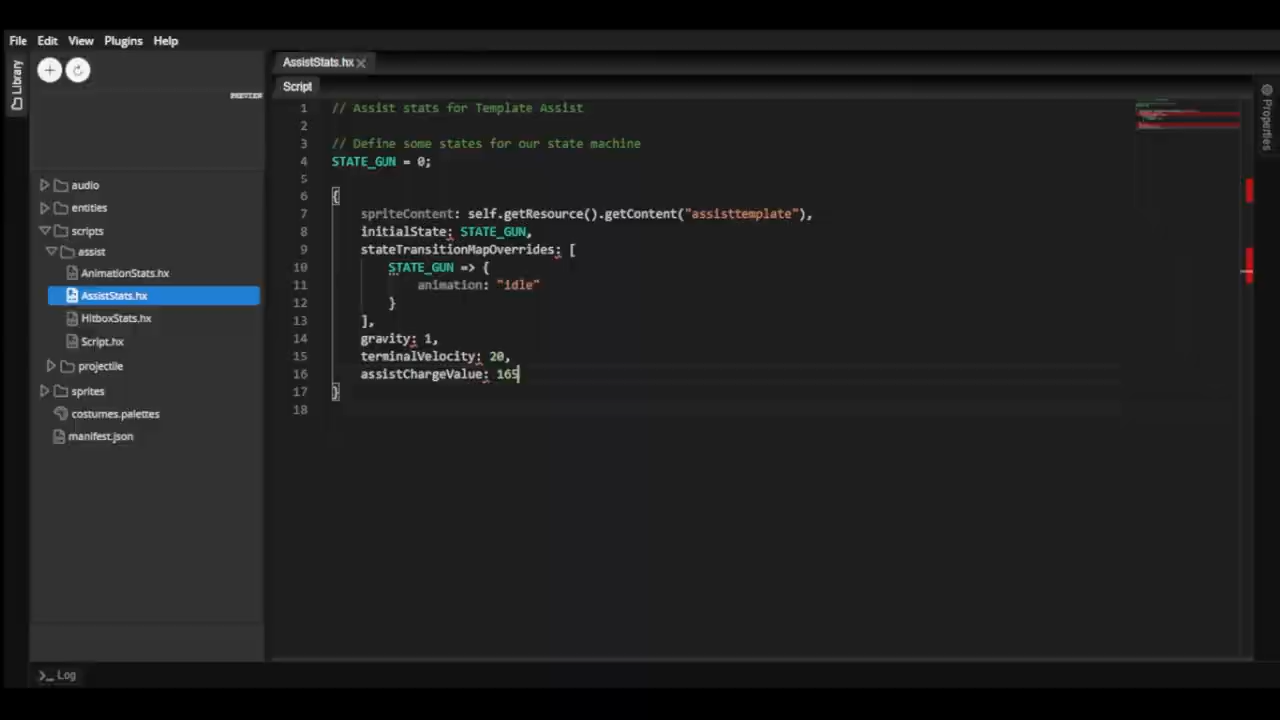 File Edit View Plugins Help
Library
AssistStats.hx
Script
Properties
audio
entities
scripts
assist
AnimationStats.hx
AssistStats.hx
HitboxStats.hx
Script.hx
projectile
sprites
costumes.palettes
manifest.json
1 // Assist stats for Template Assist
2
3 // Define some states for our state machine
4 STATE_GUN = 0;
5
6 {
7 spriteContent: self.getResource().getContent("assisttemplate"),
8 initialState: STATE_GUN,
9 stateTransitionMapOverrides: [
10 STATE_GUN => {
11 animation: "idle"
12 }
13 ],
14 gravity: 1,
15 terminalVelocity: 20,
16 assistChargeValue: 165
17 }
18
>_ Log